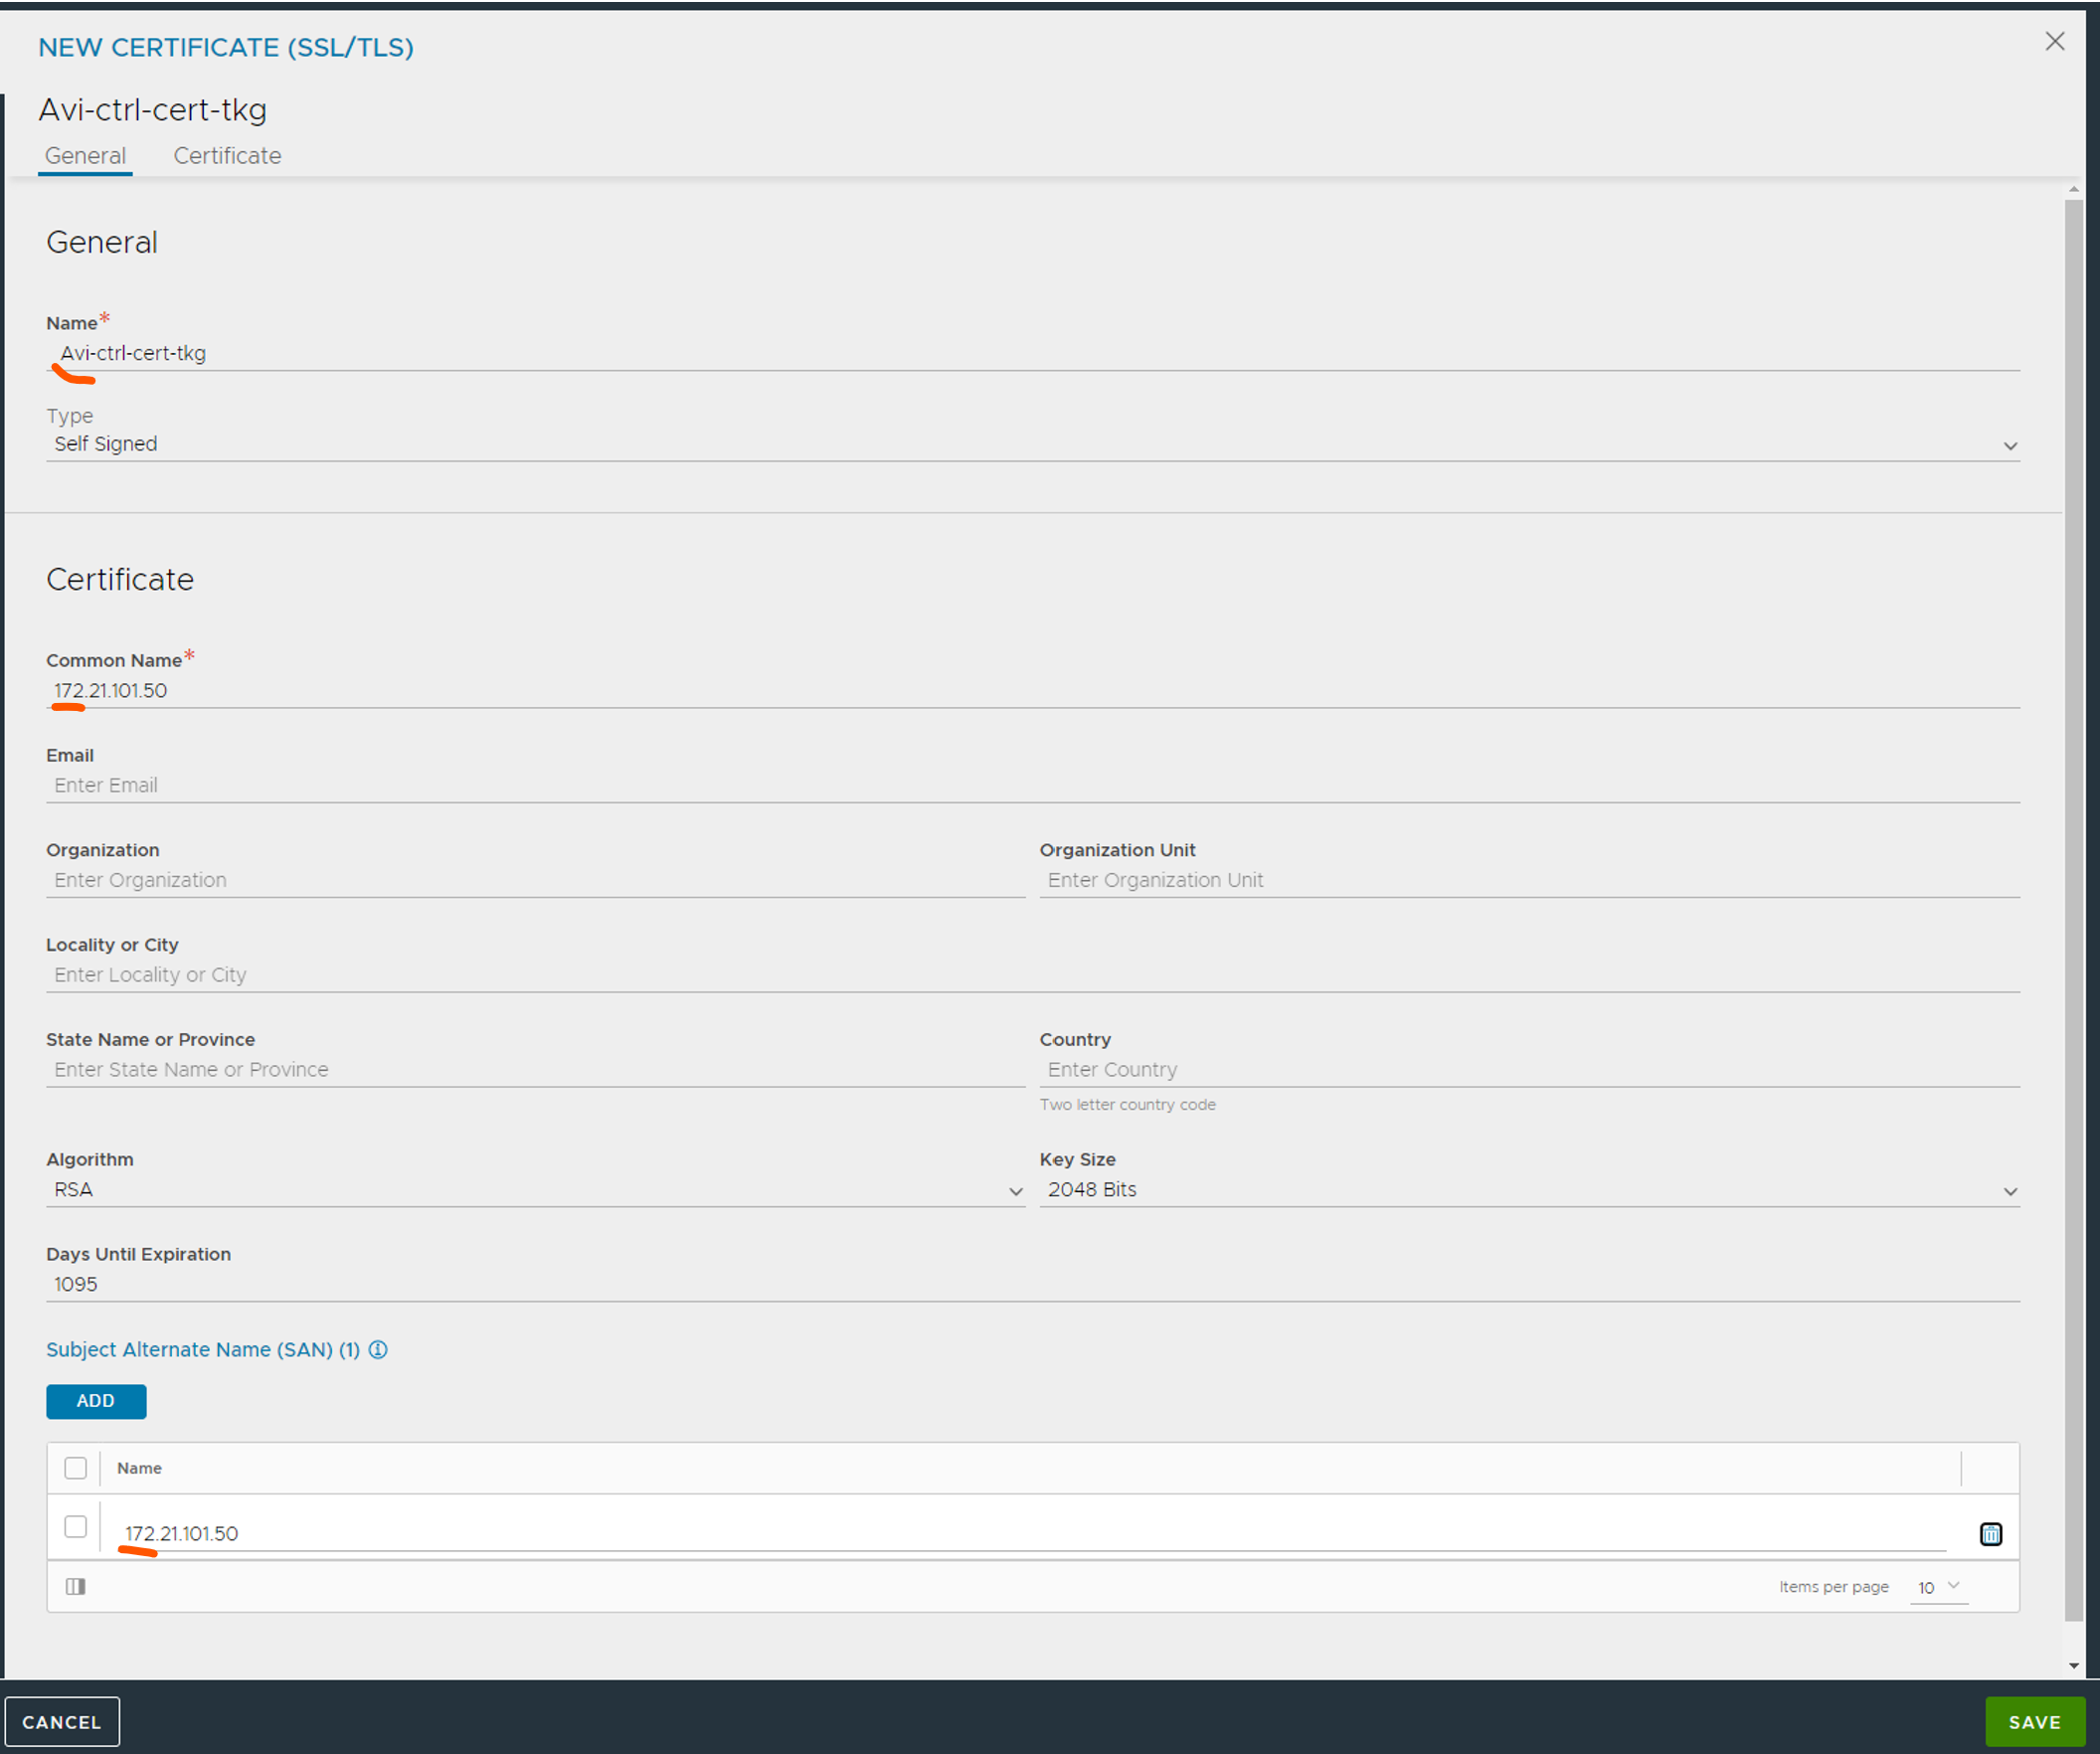 NEW CERTIFICATE (SSL/TLS)
Avi-ctrl-cert-tkg
General Certificate
General
Name*
Avi-ctrl-cert-tkg
Type
Self Signed
Certificate
Common Name*
172.21.101.50
Email
Enter Email
Organization Organization Unit
Enter Organization Enter Organization Unit
Locality or City
Enter Locality or City
State Name or Province Country
Enter State Name or Province Enter Country
Two letter country code
Algorithm Key Size
RSA 2048 Bits
Days Until Expiration
1095
Subject Alternate Name (SAN) (1)
ADD
Name
172.21.101.50
Items per page 10
CANCEL SAVE